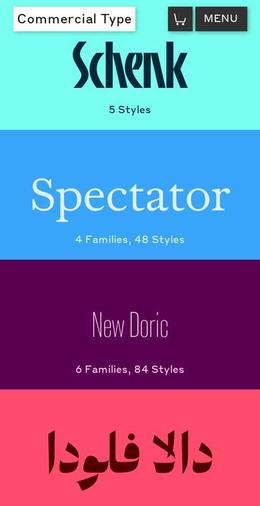 Commercial Type
MENU
Schenk
5 Styles
Spectator
4 Families, 48 Styles
New Doric
6 Families, 84 Styles
دالا فلودا